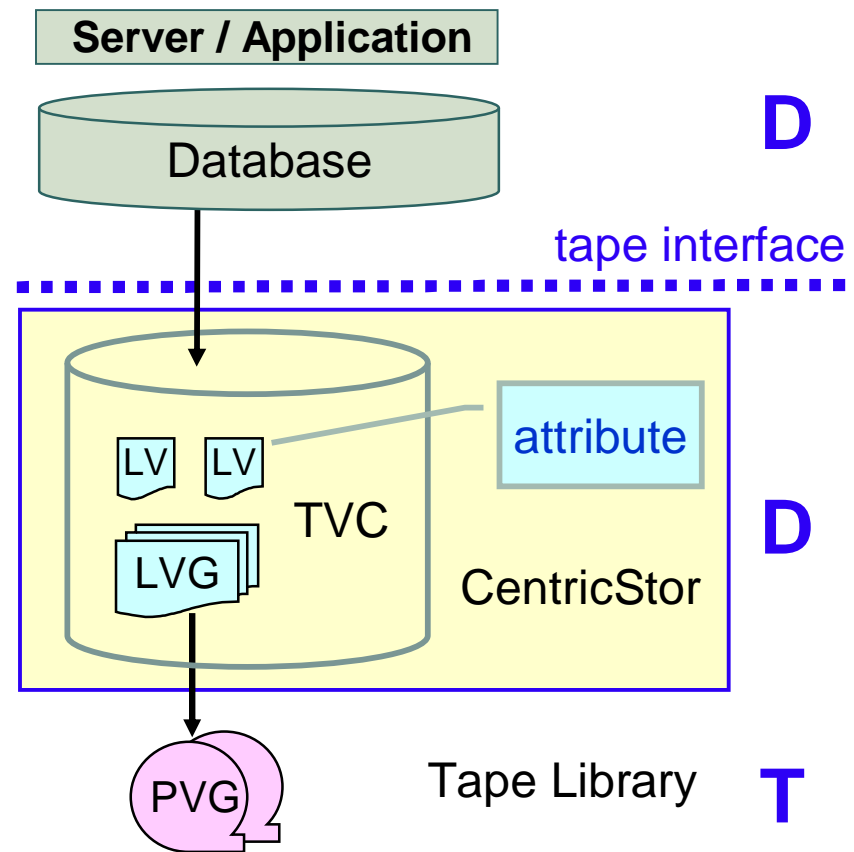 Server / Application
Database
D
tape interface
attribute
LV LV
TVC
D
LVG
CentricStor
PVG
Tape Library
T